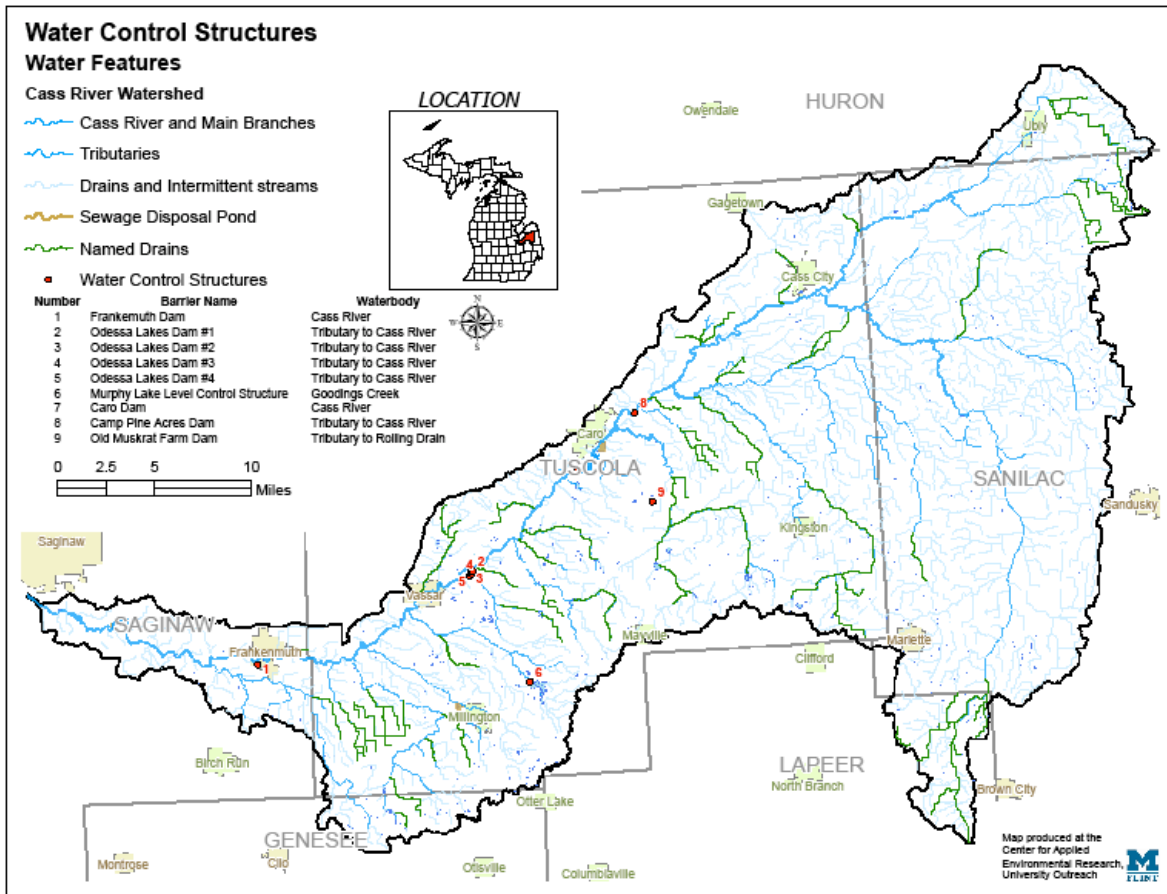 Water Control Structures
Water Features
Cass River Watershed
Cass River and Main Branches
Tributaries
Drains and Intermittent streams
Sewage Disposal Pond
Named Drains
Water Control Structures
Number Barrier Name Waterbody
1 Frankemuth Dam Cass River
2 Odessa Lakes Dam #1 Tributary to Cass River
3 Odessa Lakes Dam #2 Tributary to Cass River
4 Odessa Lakes Dam #3 Tributary to Cass River
5 Odessa Lakes Dam #4 Tributary to Cass River
6 Murphy Lake Level Control Structure Goodings Creek
7 Caro Dam Cass River
8 Camp Pine Acres Dam Tributary to Cass River
9 Old Muskrat Farm Dam Tributary to Rolling Drain
0 2.5 5 10
Miles
LOCATION
N
W E
S
HURON
Owendale
Ubly
Gagetown
Cass City
8
Caro
TUSCOLA
SANILAC
9
Sandusky
Kingston
Saginaw
4 2
5 3
Vassar
SAGINAW
Mayville
Marlette
Frankenmuth
Clifford
1
6
Millington
Birch Run
LAPEER
North Branch
Brown City
Otter Lake
GENESEE
Montrose
Clio
Otisville
Columbiaville
Map produced at the
Center for Applied
Environmental Research,
University Outreach
M
FLINT